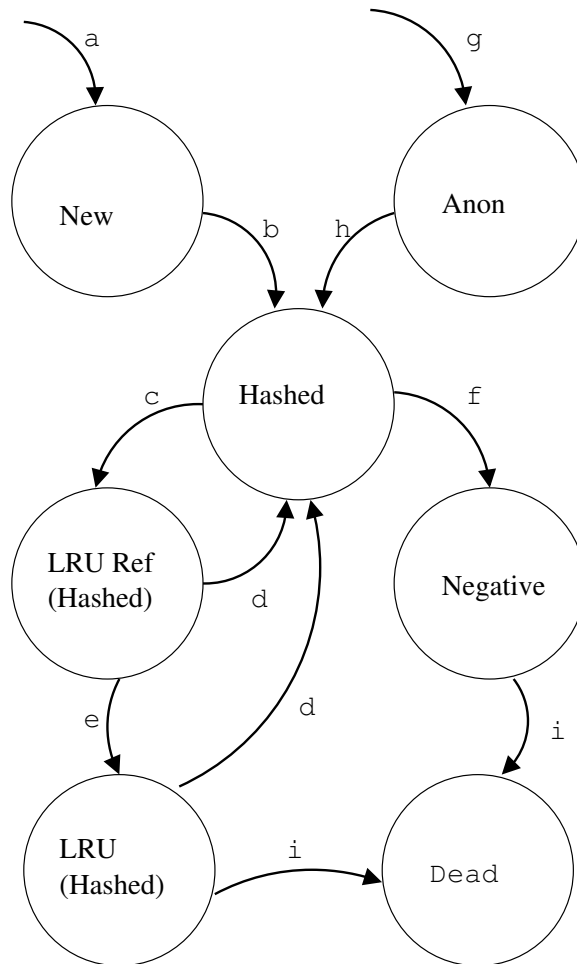 a
g
New
Anon
b
h
Hashed
c
f
LRU Ref
(Hashed)
d
Negative
e
d
i
LRU
(Hashed)
i
Dead